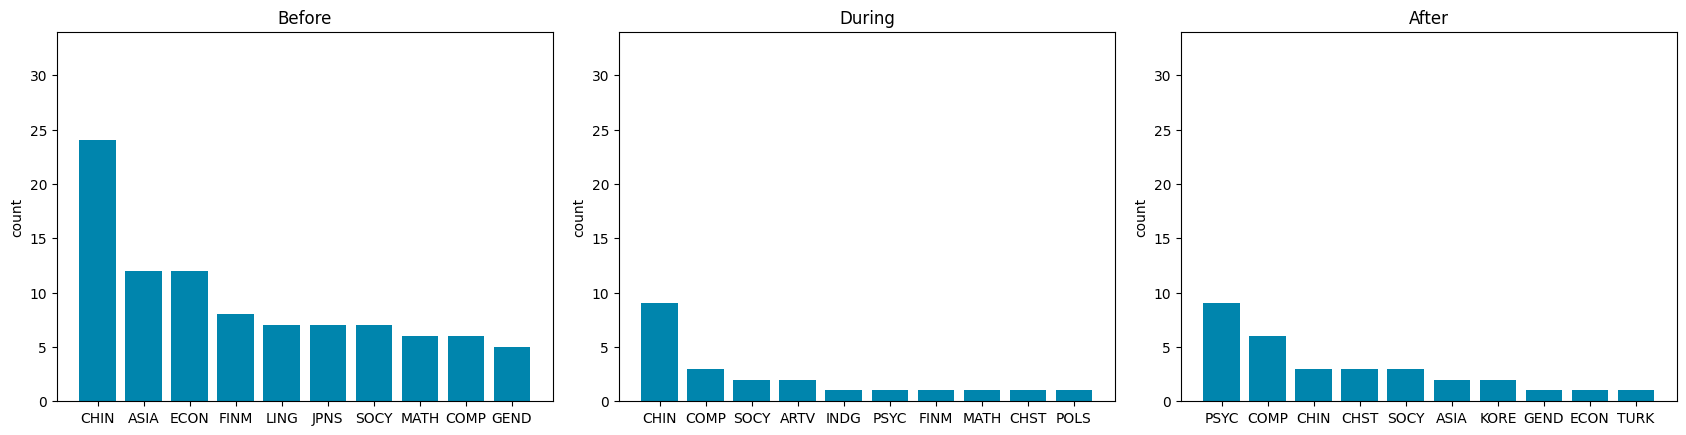 Before
30
25
20
15
10
5
0
count
CHIN ASIA ECON FINM LING JPNS SOCY MATH COMP GEND
During
30
25
20
15
10
5
0
count
CHIN COMP SOCY ARTV INDG PSYC FINM MATH CHST POLS
After
30
25
20
15
10
5
0
count
PSYC COMP CHIN CHST SOCY ASIA KORE GEND ECON TURK